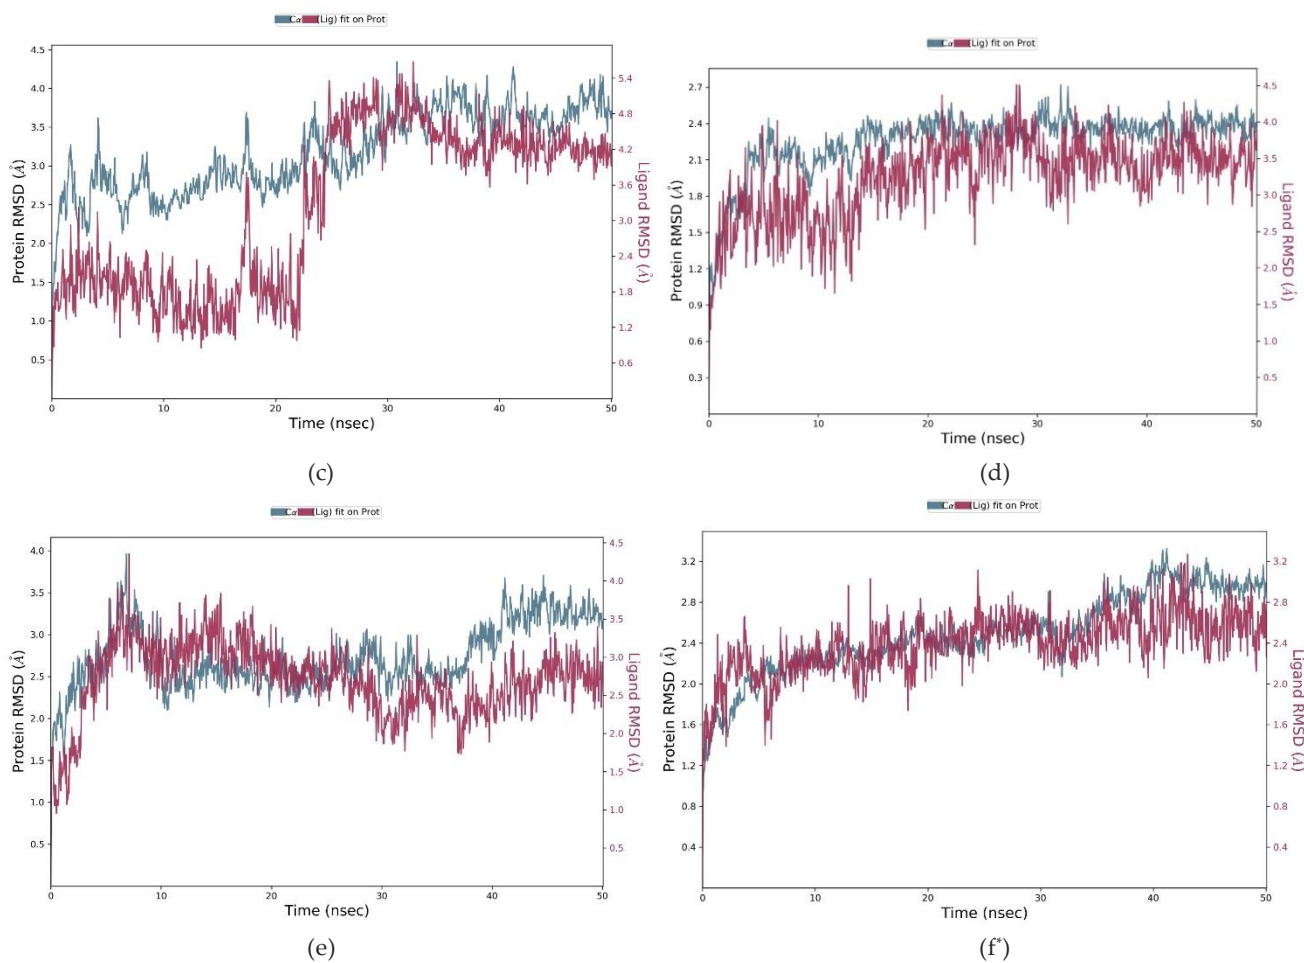 Cα (Lig) fit on Prot
4.5
4.0
3.5
3.0
2.5
2.0
1.5
1.0
0.5
Protein RMSD (Å)
5.4
4.8
4.2
3.6
3.0
2.4
1.8
1.2
0.6
Ligand RMSD (Å)
0 10 20 30 40 50
Time (nsec)
(c)
Cα (Lig) fit on Prot
2.7
2.4
2.1
1.8
1.5
1.2
0.9
0.6
0.3
Protein RMSD (Å)
4.5
4.0
3.5
3.0
2.5
2.0
1.5
1.0
0.5
Ligand RMSD (Å)
0 10 20 30 40 50
Time (nsec)
(d)
Cα (Lig) fit on Prot
4.0
3.5
3.0
2.5
2.0
1.5
1.0
0.5
Protein RMSD (Å)
4.5
4.0
3.5
3.0
2.5
2.0
1.5
1.0
0.5
Ligand RMSD (Å)
0 10 20 30 40 50
Time (nsec)
(e)
Cα (Lig) fit on Prot
3.2
2.8
2.4
2.0
1.6
1.2
0.8
0.4
Protein RMSD (Å)
3.2
2.8
2.4
2.0
1.6
1.2
0.8
0.4
Ligand RMSD (Å)
0 10 20 30 40 50
Time (nsec)
(f*)